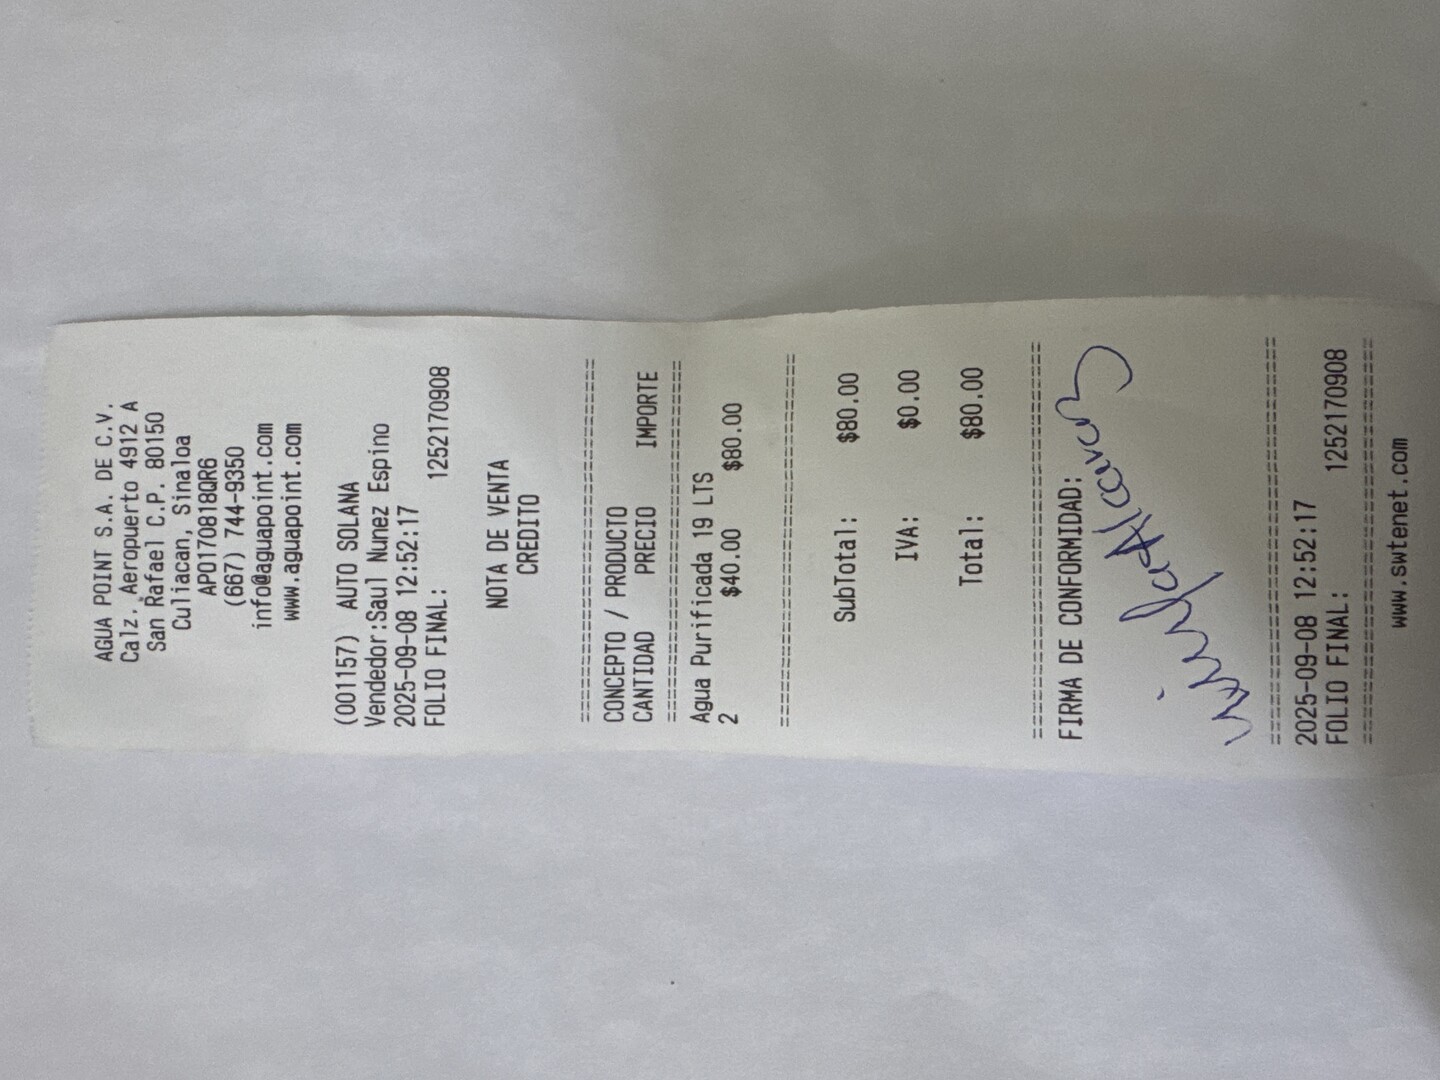 AGUA POINT S.A. DE C.V.
Calz. Aeropuerto 4912 A
San Rafael C.P. 80150
Culiacan, Sinaloa
APO170818QR6
(667) 744-9350
info@aguapoint.com
www.aguapoint.com
(001157) AUTO SOLANA
Vendedor:Saul Nunez Espino
2025-09-08 12:52:17
FOLIO FINAL: 1252170908
NOTA DE VENTA
CREDITO
CONCEPTO / PRODUCTO
CANTIDAD PRECIO IMPORTE
Agua Purificada 19 LTS
2 $40.00 $80.00
SubTotal: $80.00
IVA: $0.00
Total: $80.00
FIRMA DE CONFORMIDAD:
2025-09-08 12:52:17
FOLIO FINAL: 1252170908
www.swtenet.com